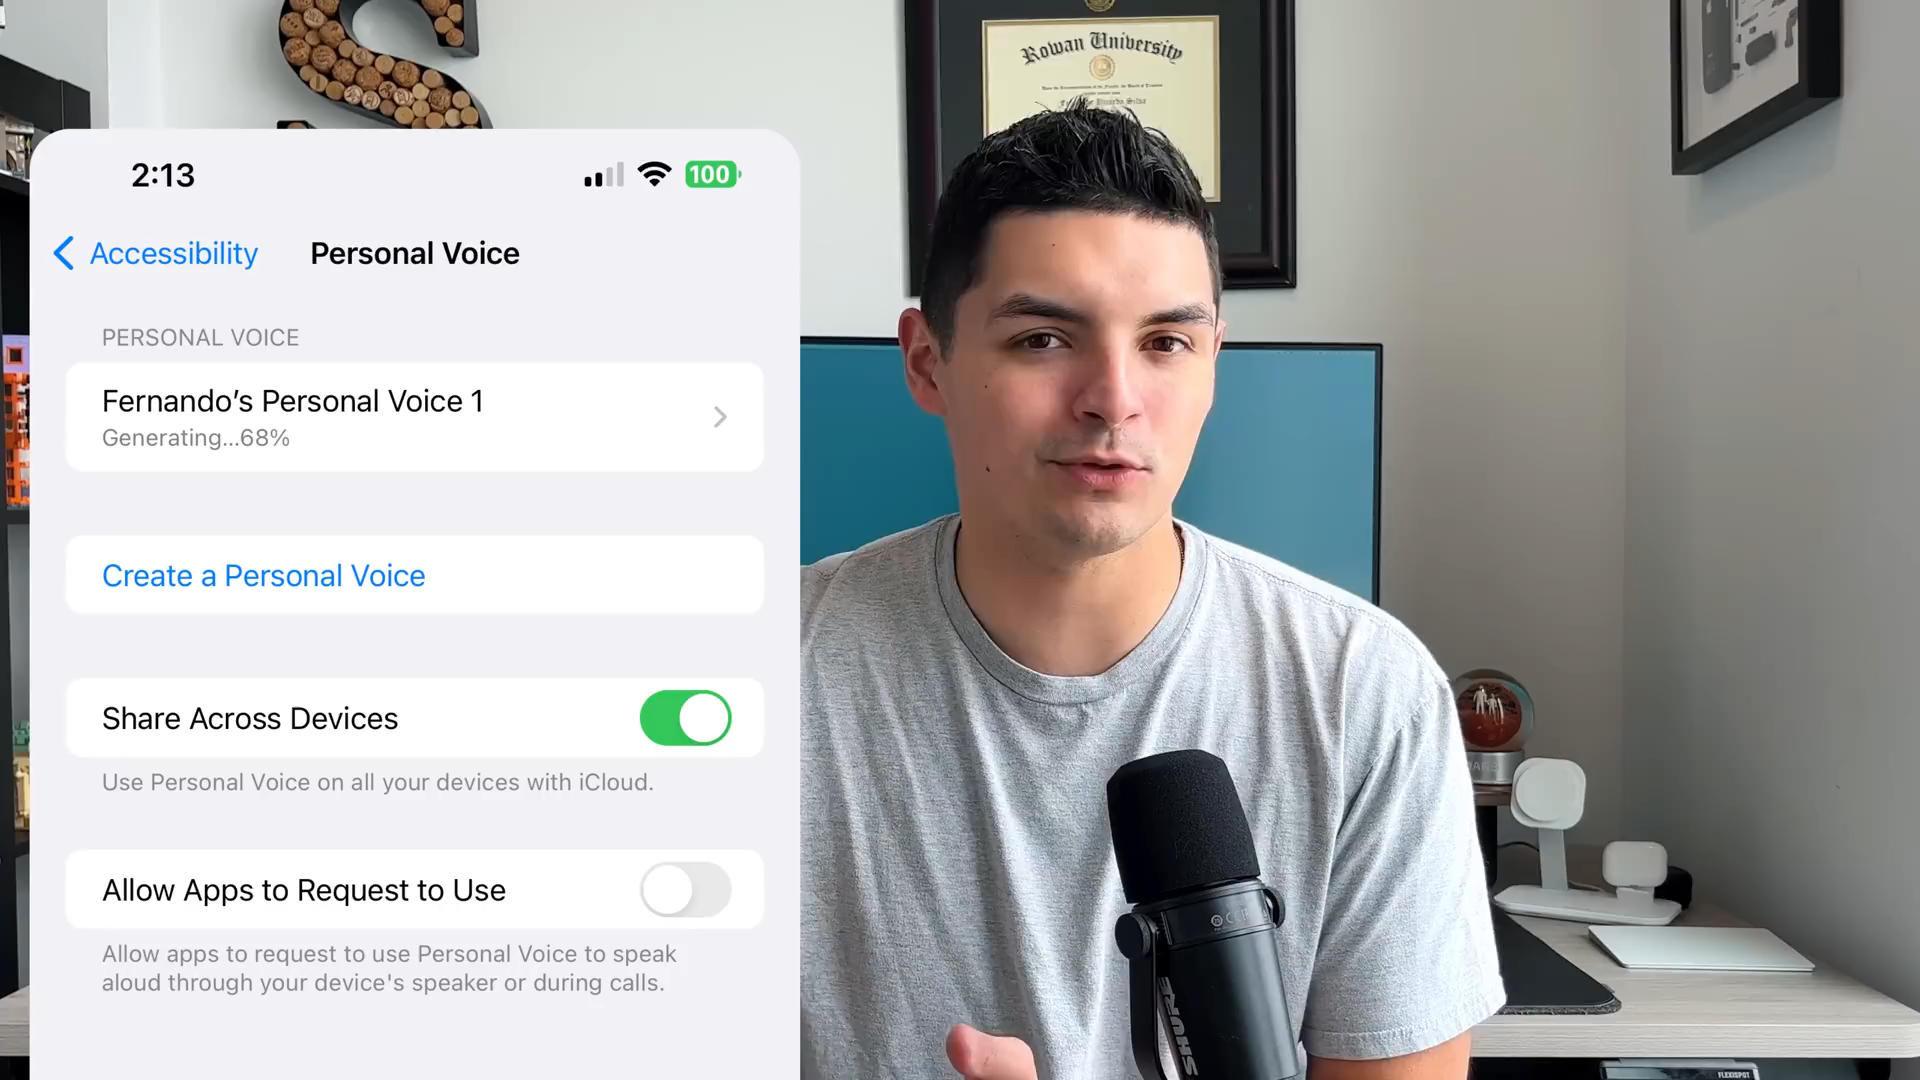 Rowan University
2:13
100
Accessibility
Personal Voice
PERSONAL VOICE
Fernando's Personal Voice 1
Generating...68%
Create a Personal Voice
Share Across Devices
Use Personal Voice on all your devices with iCloud.
Allow Apps to Request to Use
Allow apps to request to use Personal Voice to speak
aloud through your device's speaker or during calls.
SHURE
FLEXISPOT